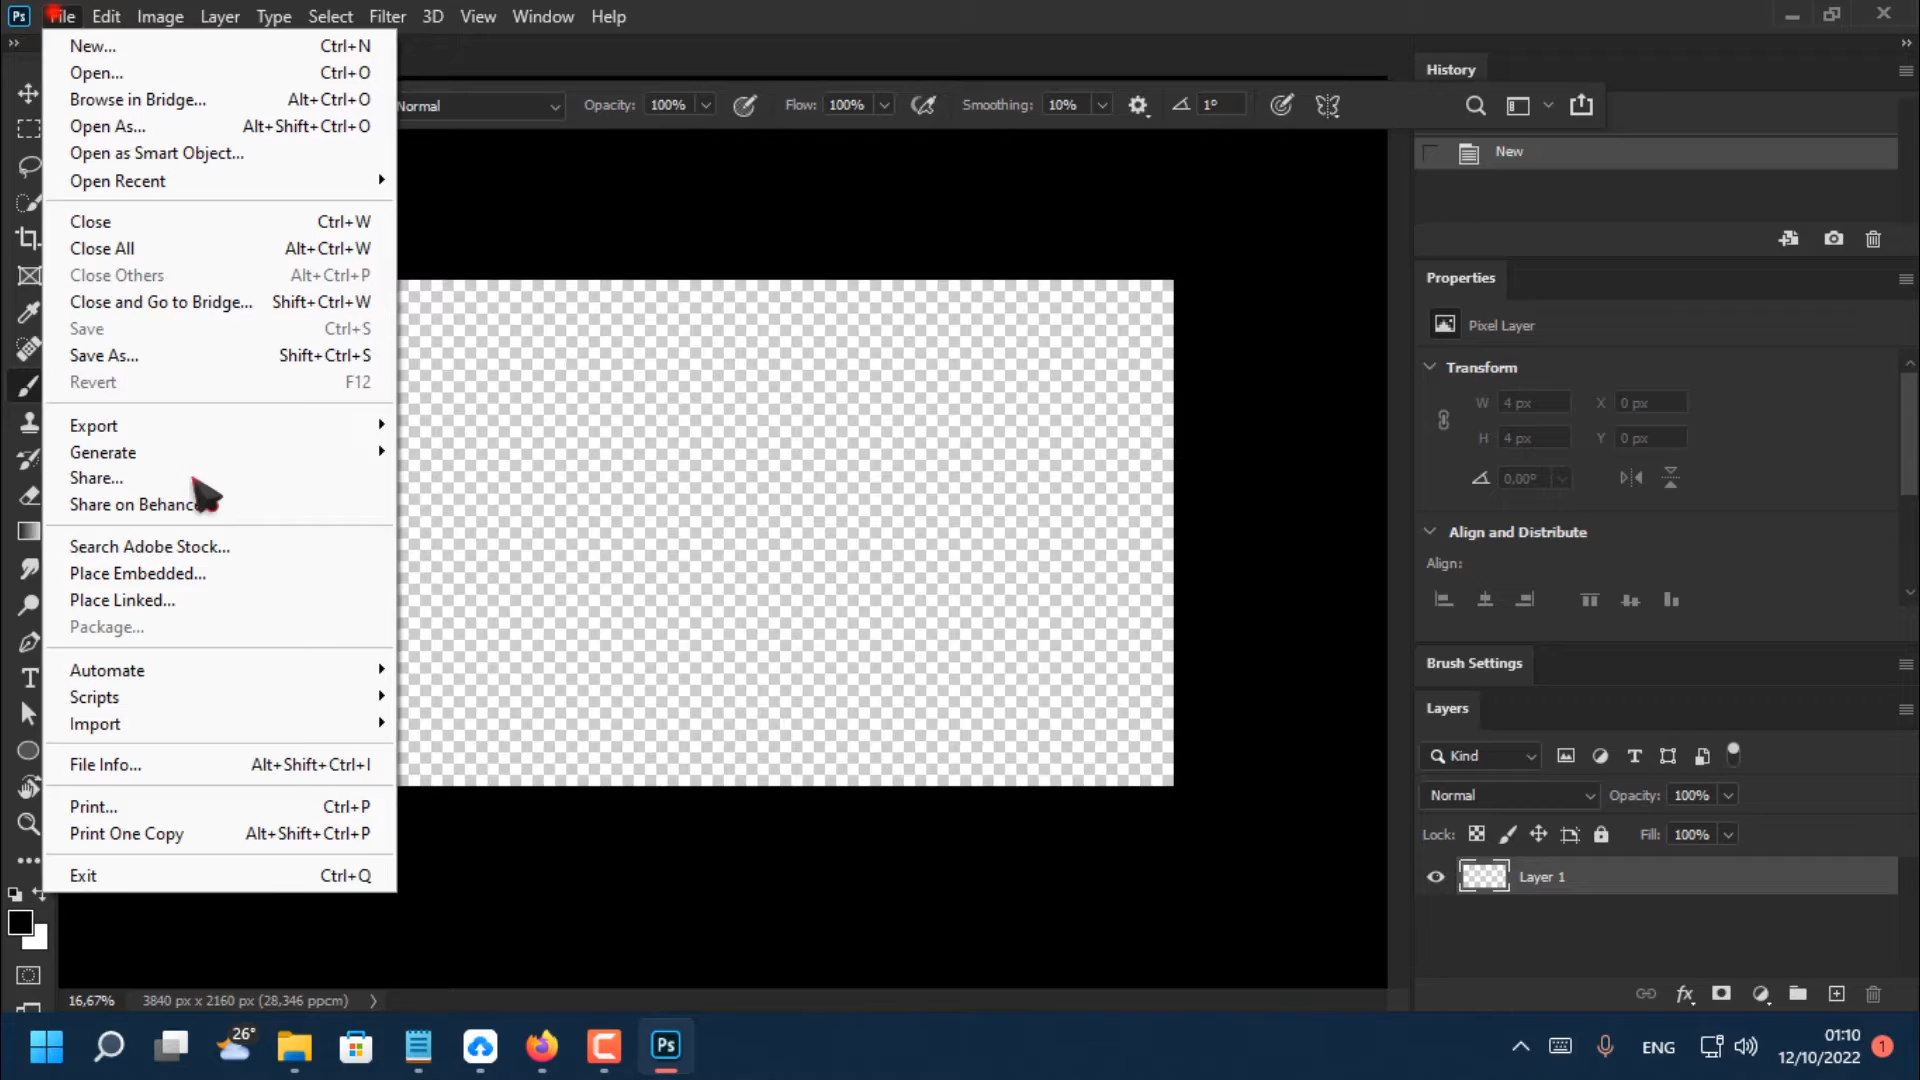 Ps File Edit Image Layer Type Select Filter 3D View Window Help
New... Ctrl+N
Open... Ctrl+O
Browse in Bridge... Alt+Ctrl+O
Open As... Alt+Shift+Ctrl+O
Open as Smart Object...
Open Recent
Close Ctrl+W
Close All Alt+Ctrl+W
Close Others Alt+Ctrl+P
Close and Go to Bridge... Shift+Ctrl+W
Save Ctrl+S
Save As... Shift+Ctrl+S
Revert F12
Export
Generate
Share...
Share on Behance
Search Adobe Stock...
Place Embedded...
Place Linked...
Package...
Automate
Scripts
Import
File Info... Alt+Shift+Ctrl+I
Print... Ctrl+P
Print One Copy Alt+Shift+Ctrl+P
Exit Ctrl+Q
Normal Opacity: 100% Flow: 100% Smoothing: 10% 1°
History
New
Properties
Pixel Layer
Transform
W 4 px X 0 px
H 4 px Y 0 px
0,00°
Align and Distribute
Align:
Brush Settings
Layers
Kind
Normal Opacity: 100%
Lock: Fill: 100%
Layer 1
16,67% 3840 px x 2160 px (28,346 ppcm)
26°
Ps
ENG
01:10
12/10/2022
1